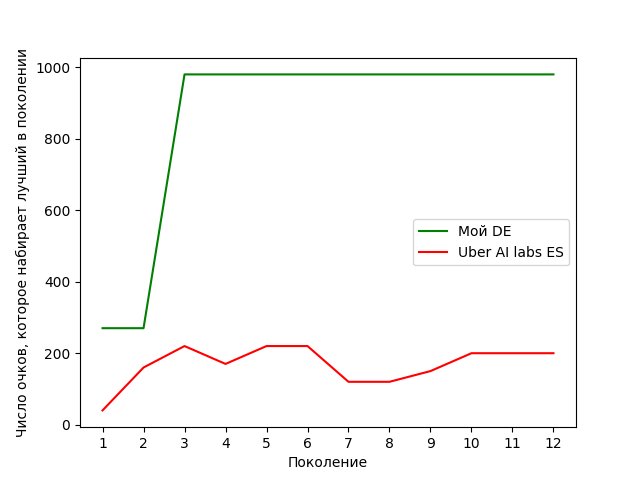 Число очков, которое набирает лучший в поколении
1000
800
600
400
200
0
Мой DE
Uber AI labs ES
1 2 3 4 5 6 7 8 9 10 11 12
Поколение